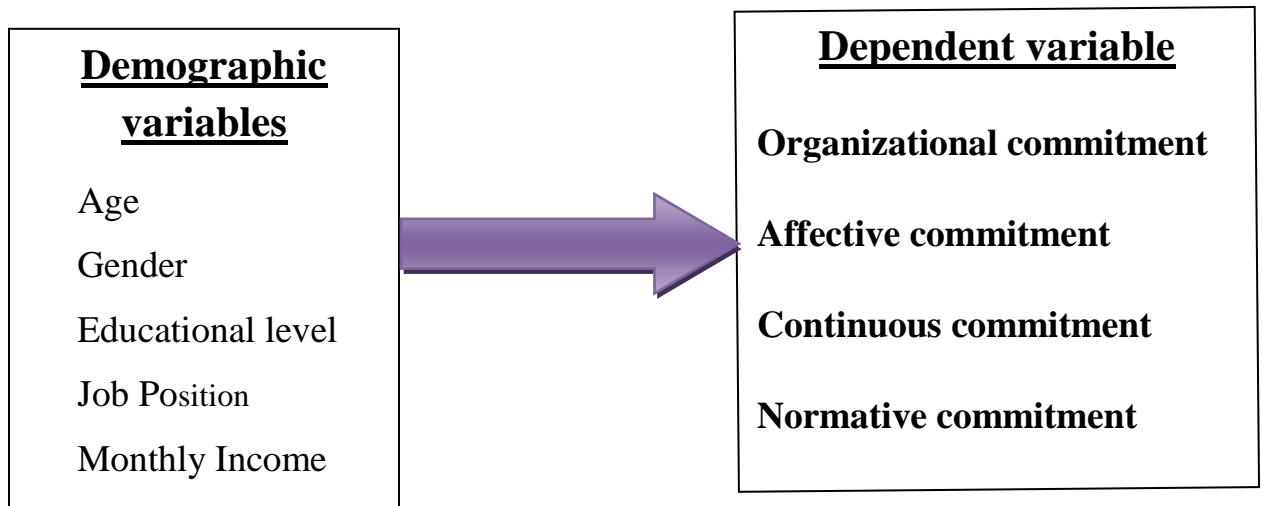 Demographic
variables
Age
Gender
Educational level
Job Position
Monthly Income
Dependent variable
Organizational commitment
Affective commitment
Continuous commitment
Normative commitment